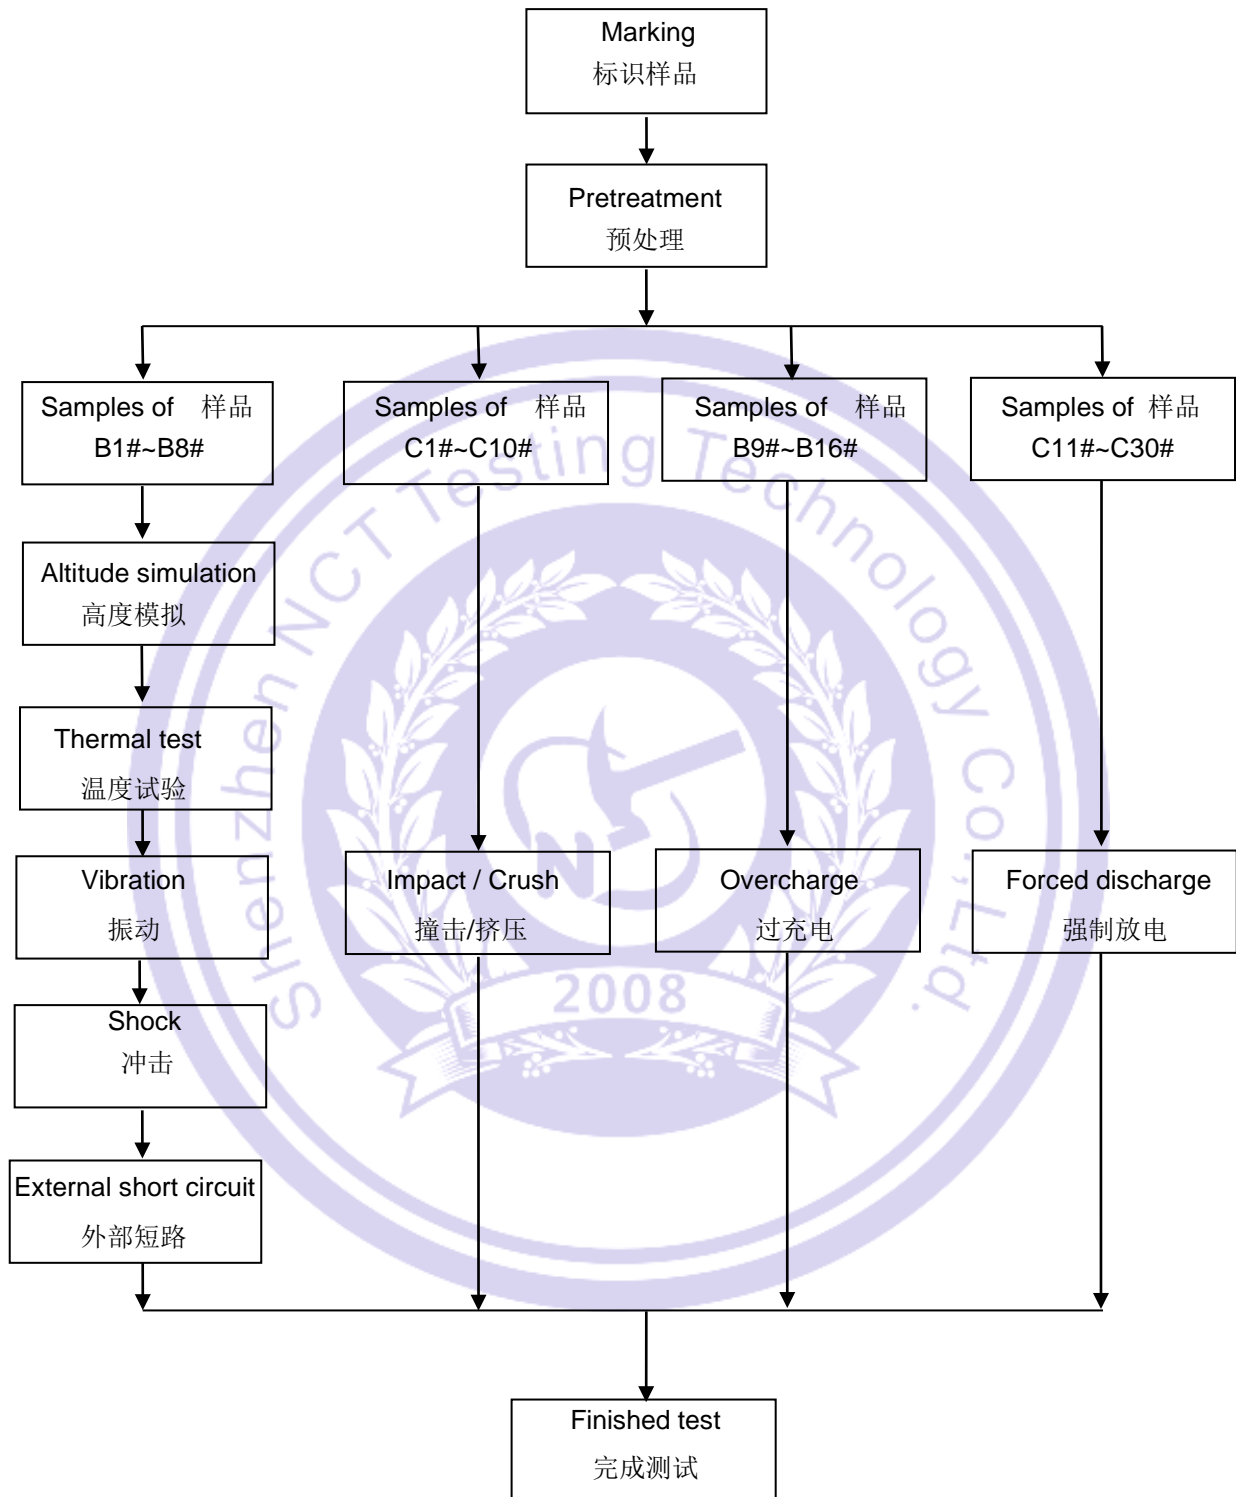 Marking
标识样品
Pretreatment
预处理
Samples of 样品
B1#~B8#
Samples of 样品
C1#~C10#
Samples of 样品
B9#~B16#
Samples of 样品
C11#~C30#
Altitude simulation
高度模拟
Thermal test
温度试验
Vibration
振动
Impact / Crush
撞击/挤压
Overcharge
过充电
Forced discharge
强制放电
Shock
冲击
External short circuit
外部短路
Finished test
完成测试
Shenzhen NCT Testing Technology Co.,Ltd.
N
2008